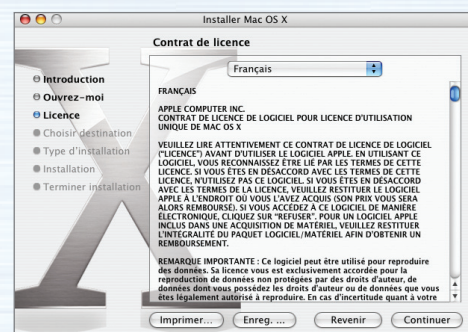 Installer Mac OS X
Contrat de licence
Introduction
Ouvrez-moi
Licence
Choisir destination
Type d'installation
Installation
Terminer installation
Français
FRANÇAIS
APPLE COMPUTER INC.
CONTRAT DE LICENCE DE LOGICIEL POUR LICENCE D'UTILISATION
UNIQUE DE MAC OS X
VEUILLEZ LIRE ATTENTIVEMENT CE CONTRAT DE LICENCE DE LOGICIEL
("LICENCE") AVANT D'UTILISER LE LOGICIEL APPLE. EN UTILISANT CE
LOGICIEL, VOUS RECONNAISSEZ ÊTRE LIÉ PAR LES TERMES DE CETTE
LICENCE. SI VOUS ÊTES EN DÉSACCORD AVEC LES TERMES DE CETTE
LICENCE, N'UTILISEZ PAS CE LOGICIEL. SI VOUS ÊTES EN DÉSACCORD
AVEC LES TERMES DE LA LICENCE, VEUILLEZ RESTITUER LE LOGICIEL
APPLE À L'ENDROIT OÙ VOUS L'AVEZ ACQUIS (SON PRIX VOUS SERA
ALORS REMBOURSÉ). SI VOUS ACCÉDEZ À CE LOGICIEL DE MANIÈRE
ÉLECTRONIQUE, CLIQUEZ SUR "REFUSER". POUR UN LOGICIEL APPLE
INCLUS DANS UNE ACQUISITION DE MATÉRIEL, VEUILLEZ RESTITUER
L'INTÉGRALITÉ DU PAQUET LOGICIEL/MATÉRIEL AFIN D'OBTENIR UN
REMBOURSEMENT.
REMARQUE IMPORTANTE : Ce logiciel peut être utilisé pour reproduire
des données. Sa licence vous est exclusivement accordée pour la
reproduction de données non protégées par des droits d'auteur, de
données dont vous possédez les droits d'auteur ou de données que vous
êtes légalement autorisé à reproduire. En cas d'incertitude quant à votre
Imprimer...
Enreg. ...
Revenir
Continuer